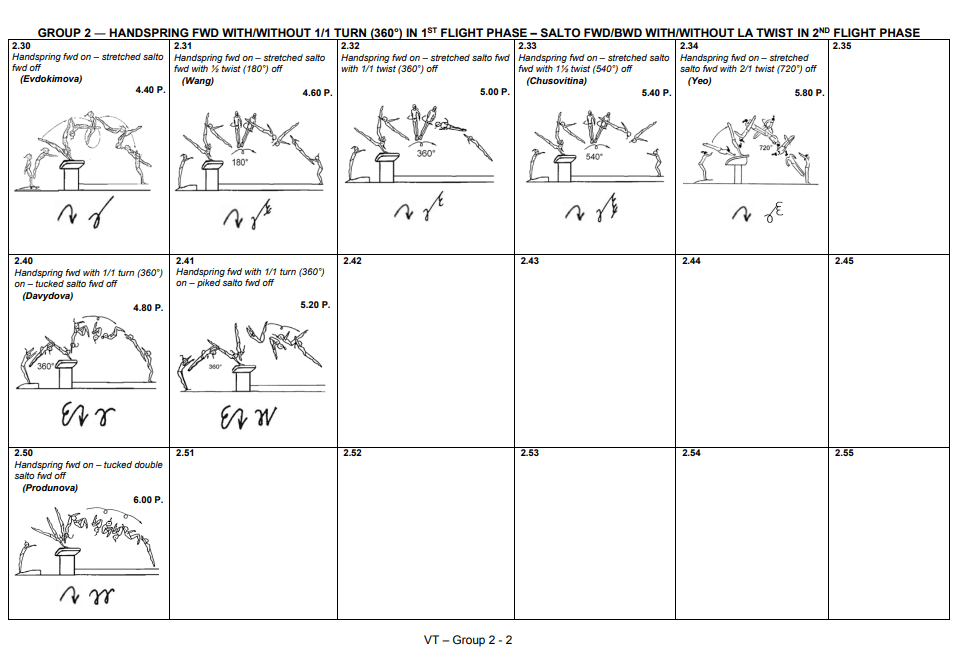 GROUP 2 — HANDSPRING FWD WITH/WITHOUT 1/1 TURN (360°) IN 1ST FLIGHT PHASE – SALTO FWD/BWD WITH/WITHOUT LA TWIST IN 2ND FLIGHT PHASE
2.30
Handspring fwd on – stretched salto
fwd off
(Evdokimova)
4.40 P.
2.31
Handspring fwd on – stretched salto
fwd with ½ twist (180°) off
(Wang)
4.60 P.
180°
2.32
Handspring fwd on – stretched salto fwd
with 1/1 twist (360°) off
5.00 P.
360°
2.33
Handspring fwd on – stretched salto
fwd with 1½ twist (540°) off
(Chusovitina)
5.40 P.
540°
2.34
Handspring fwd on – stretched
salto fwd with 2/1 twist (720°) off
(Yeo)
5.80 P.
720°
2.35
2.40
Handspring fwd with 1/1 turn (360°)
on – tucked salto fwd off
(Davydova)
4.80 P.
360°
2.41
Handspring fwd with 1/1 turn (360°)
on – piked salto fwd off
5.20 P.
360°
2.42
2.43
2.44
2.45
2.50
Handspring fwd on – tucked double
salto fwd off
(Produnova)
6.00 P.
2.51
2.52
2.53
2.54
2.55
VT – Group 2 - 2